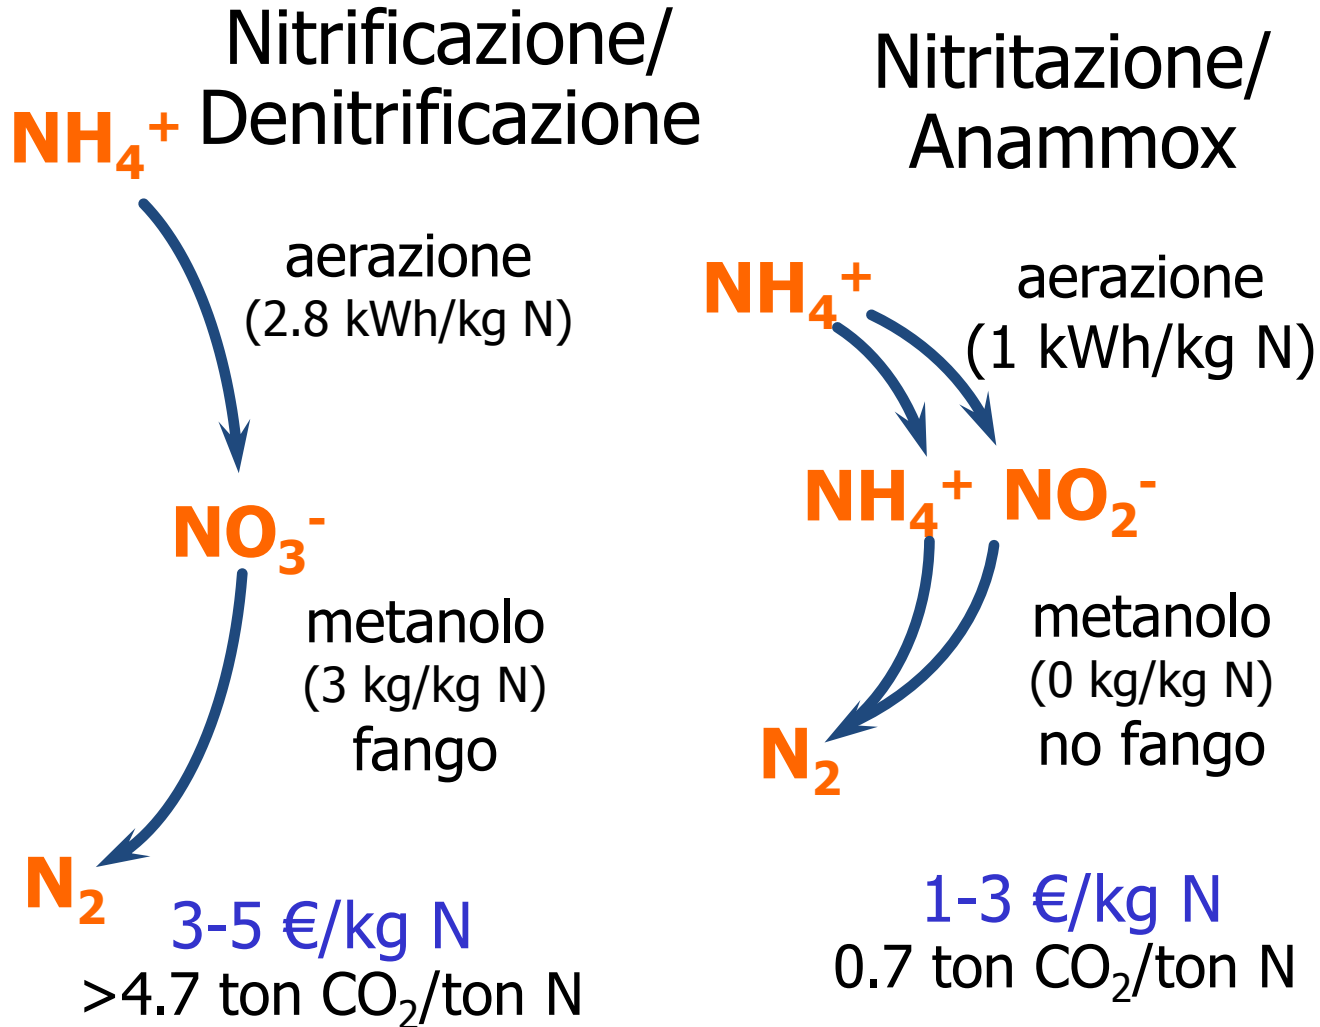 Nitrificazione/
Denitrificazione
NH₄⁺
aerazione
(2.8 kWh/kg N)
NO₃⁻
metanolo
(3 kg/kg N)
fango
N₂
3-5 €/kg N
>4.7 ton CO₂/ton N
Nitritazione/
Anammox
NH₄⁺
aerazione
(1 kWh/kg N)
NH₄⁺ NO₂⁻
metanolo
(0 kg/kg N)
no fango
N₂
1-3 €/kg N
0.7 ton CO₂/ton N